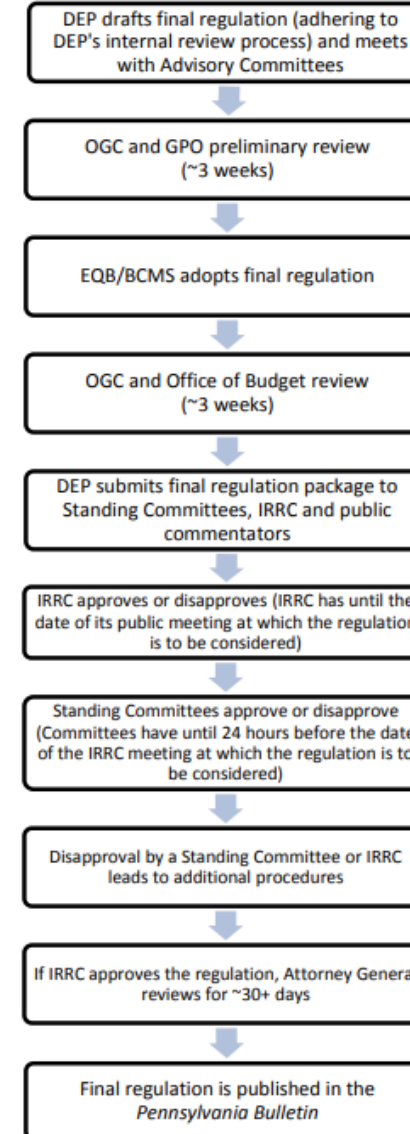 DEP drafts final regulation (adhering to
DEP's internal review process) and meets
with Advisory Committees
OGC and GPO preliminary review
(~3 weeks)
EQB/BCMS adopts final regulation
OGC and Office of Budget review
(~3 weeks)
DEP submits final regulation package to
Standing Committees, IRRC and public
commentators
IRRC approves or disapproves (IRRC has until the
date of its public meeting at which the regulation
is to be considered)
Standing Committees approve or disapprove
(Committees have until 24 hours before the date
of the IRRC meeting at which the regulation is to
be considered)
Disapproval by a Standing Committee or IRRC
leads to additional procedures
If IRRC approves the regulation, Attorney Genera
reviews for ~30+ days
Final regulation is published in the
Pennsylvania Bulletin